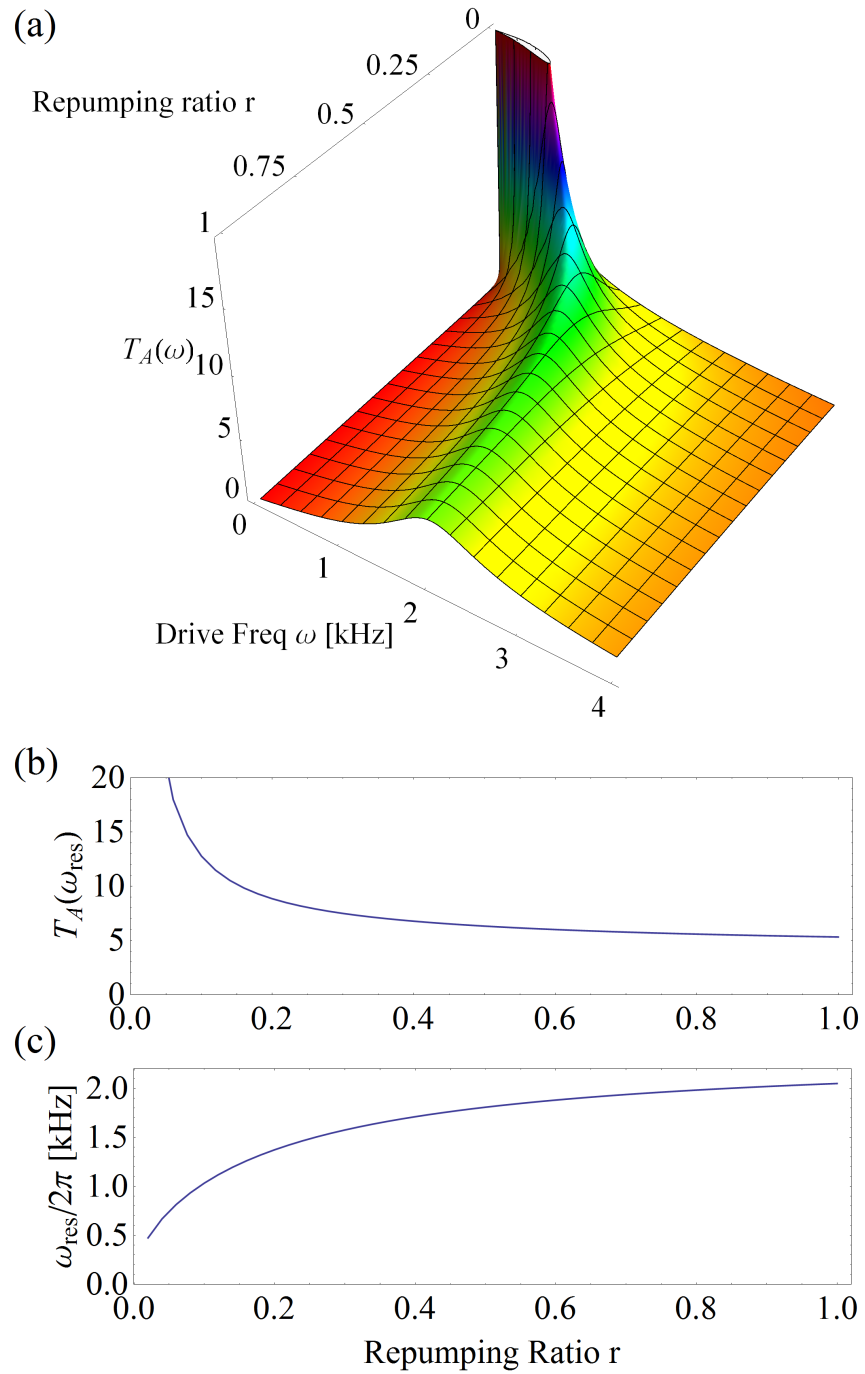 (a)
0
0.25
Repumping ratio r
0.5
0.75
1
15
T_A(ω)
10
5
0
0
1
2
Drive Freq ω [kHz]
3
4
(b)
20
15
T_A(ω_res)
10
5
0
0.0 0.2 0.4 0.6 0.8 1.0
(c)
2.0
1.5
ω_res/2π [kHz]
1.0
0.5
0.0
0.0 0.2 0.4 0.6 0.8 1.0
Repumping Ratio r